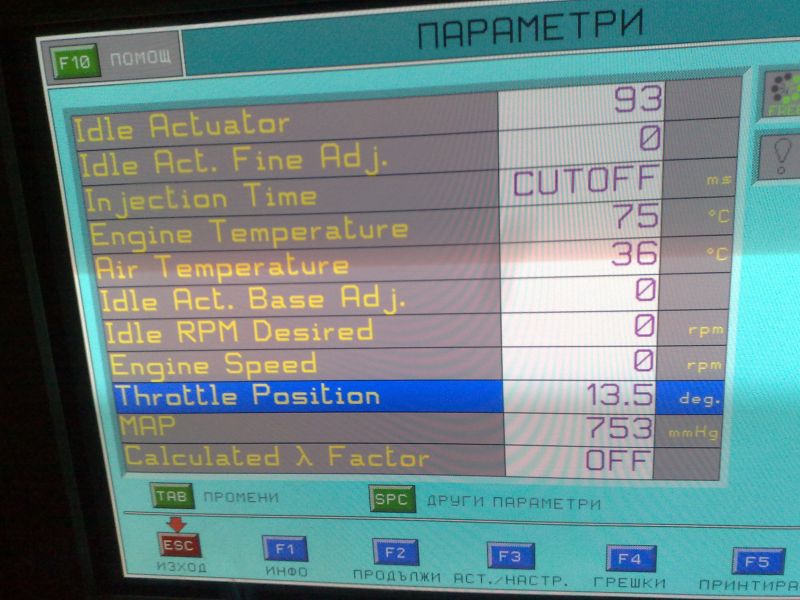 ПАРАМЕТРИ
F10 ПОМОЩ
Idle Actuator 93
Idle Act. Fine Adj. 0
Injection Time CUTOFF ms
Engine Temperature 75 °C
Air Temperature 36 °C
Idle Act. Base Adj. 0
Idle RPM Desired 0 rpm
Engine Speed 0 rpm
Throttle Position 13.5 deg.
MAP 753 mmHg
Calculated λ Factor OFF
TAB ПРОМЕНИ SPC ДРУГИ ПАРАМЕТРИ
ESC F1 F2 F3 F4 F5
ИЗХОД ИНФО ПРОДЪЛЖИ АСТ./НАСТР. ГРЕШКИ ПРИНТИРА